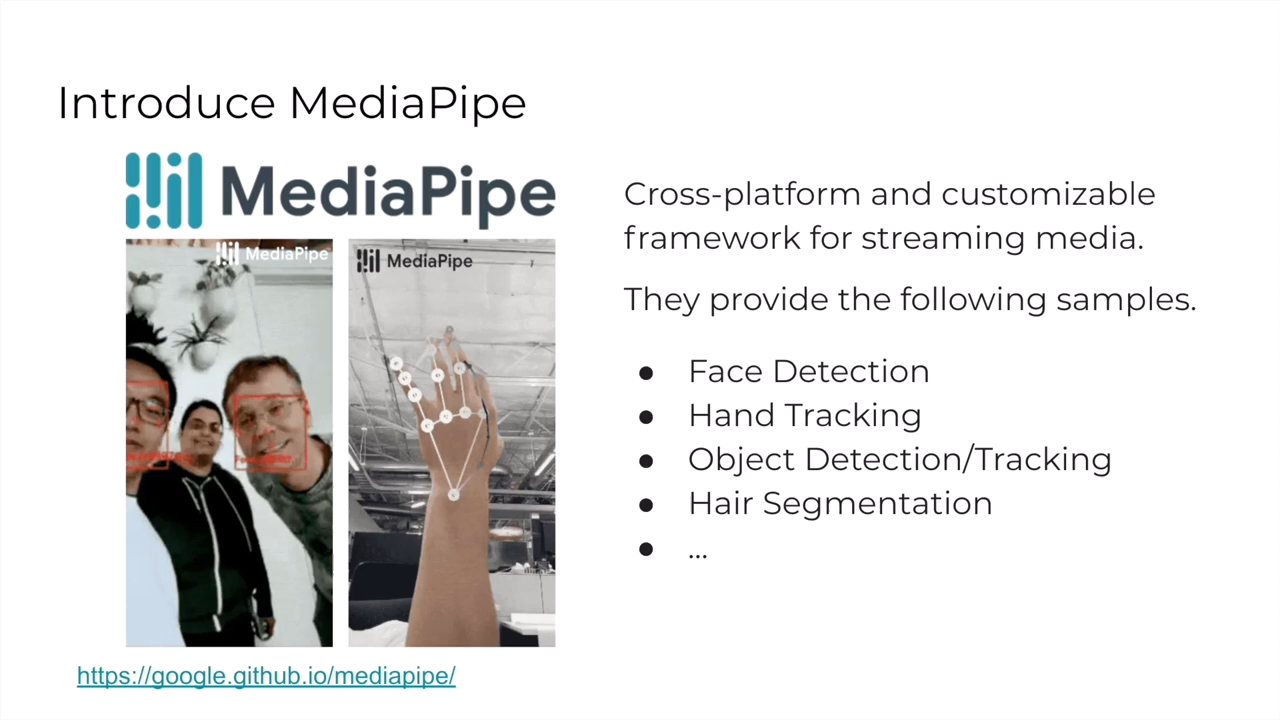 Introduce MediaPipe
MediaPipe
MediaPipe
MediaPipe
https://google.github.io/mediapipe/
Cross-platform and customizable
framework for streaming media.
They provide the following samples.
● Face Detection
● Hand Tracking
● Object Detection/Tracking
● Hair Segmentation
● ...